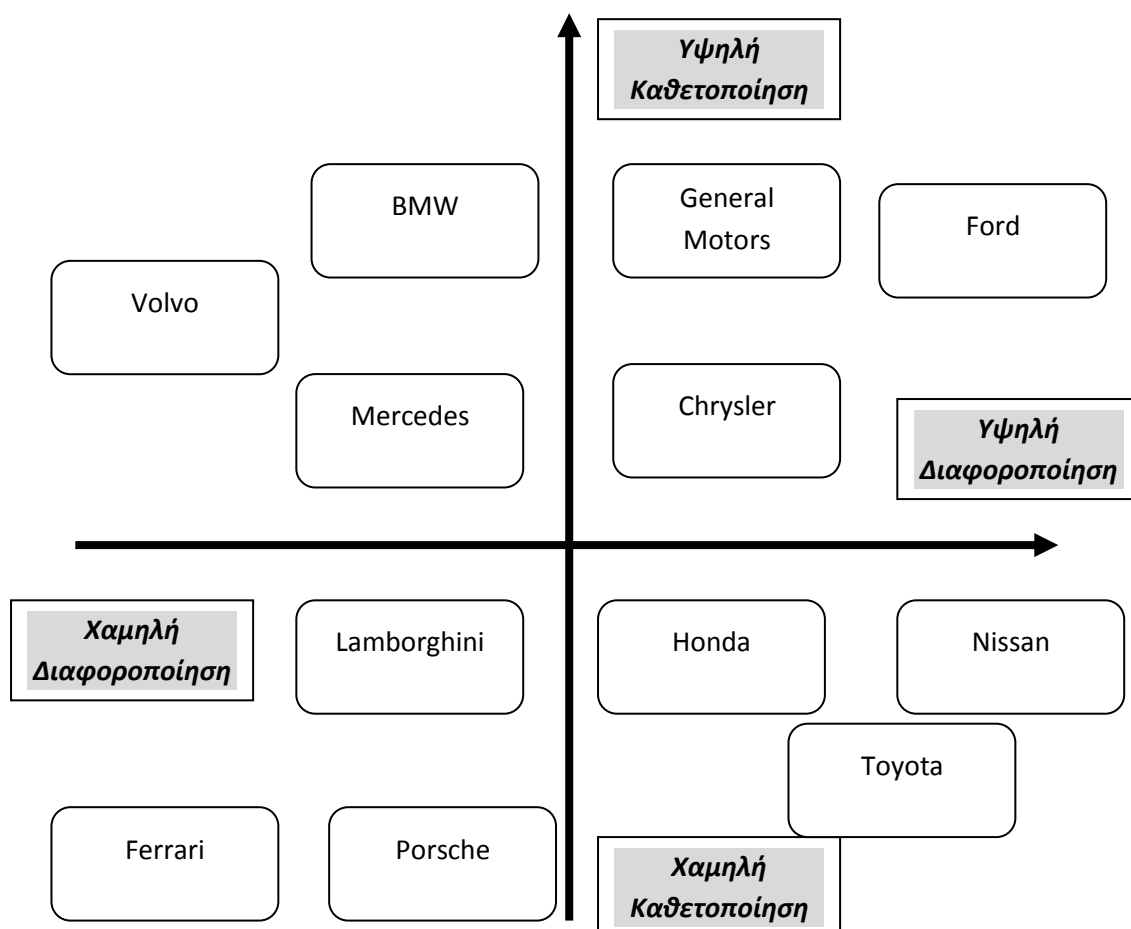 Υψηλή
Καθετοποίηση
BMW
General
Motors
Ford
Volvo
Mercedes
Chrysler
Υψηλή
Διαφοροποίηση
Χαμηλή
Διαφοροποίηση
Lamborghini
Honda
Nissan
Toyota
Ferrari
Porsche
Χαμηλή
Καθετοποίηση